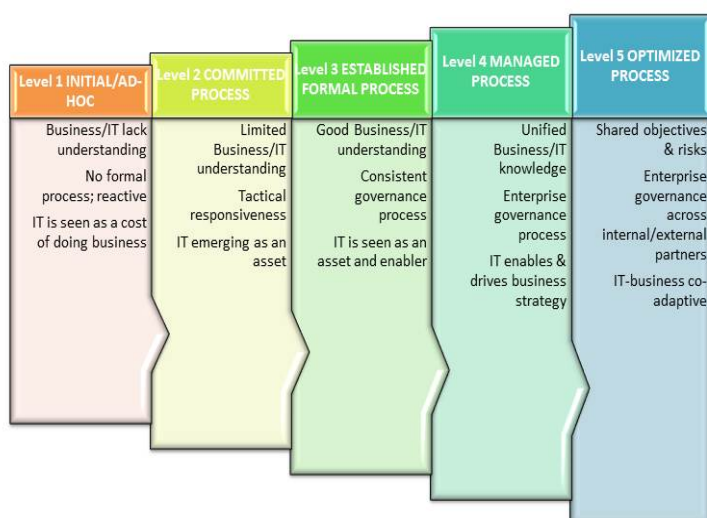 Level 1 INITIAL/AD-
HOC
Business/IT lack
understanding
No formal
process; reactive
IT is seen as a cost
of doing business
Level 2 COMMITTED
PROCESS
Limited
Business/IT
understanding
Tactical
responsiveness
IT emerging as an
asset
Level 3 ESTABLISHED
FORMAL PROCESS
Good Business/IT
understanding
Consistent
governance
process
IT is seen as an
asset and enabler
Level 4 MANAGED
PROCESS
Unified
Business/IT
knowledge
Enterprise
governance
process
IT enables &
drives business
strategy
Level 5 OPTIMIZED
PROCESS
Shared objectives
& risks
Enterprise
governance
across
internal/external
partners
IT-business co-
adaptive